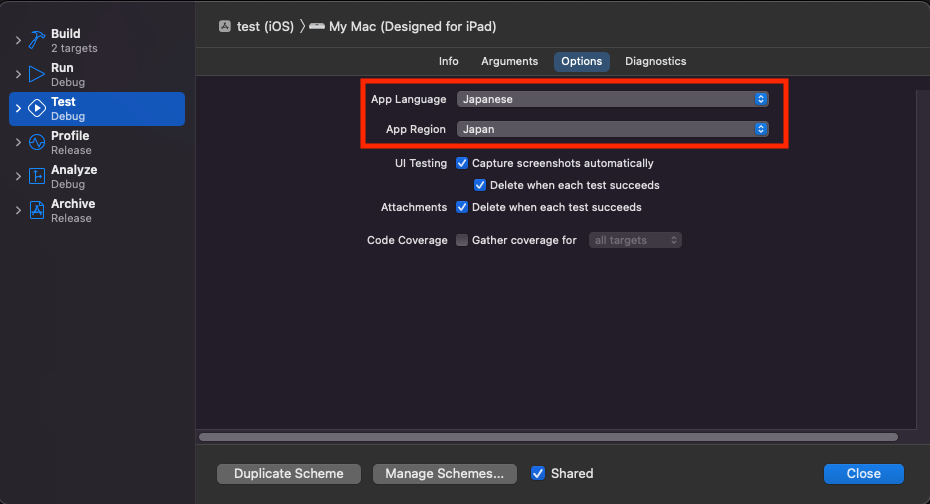 Build
2 targets
Run
Debug
Test
Debug
Profile
Release
Analyze
Debug
Archive
Release
test (iOS) 〉 My Mac (Designed for iPad)
Info Arguments Options Diagnostics
App Language Japanese
App Region Japan
UI Testing Capture screenshots automatically
Delete when each test succeeds
Attachments Delete when each test succeeds
Code Coverage Gather coverage for all targets
Duplicate Scheme Manage Schemes... Shared Close